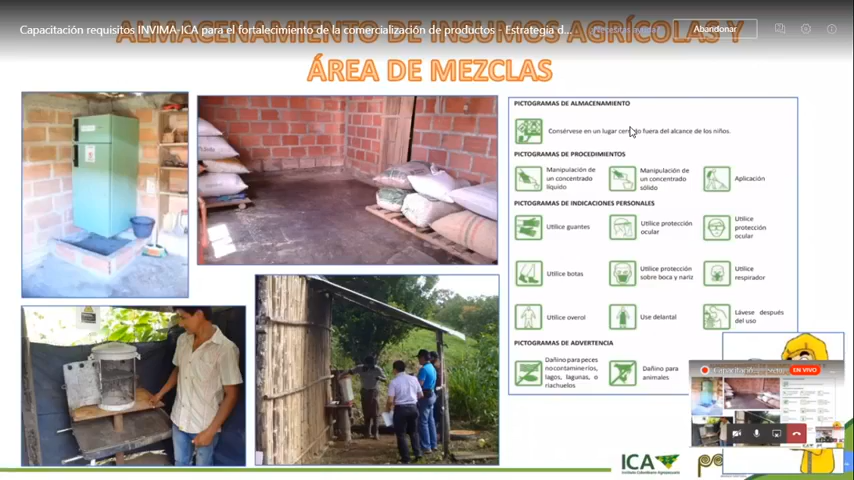 ALMACENAMIENTO DE INSUMOS AGRÍCOLAS Y
Capacitación requisitos INVIMA-ICA para el fortalecimiento de la comercialización de productos - Estrategia d...
Abandonar
ÁREA DE MEZCLAS
PICTOGRAMAS DE ALMACENAMIENTO
Consérvese en un lugar cerrado fuera del alcance de los niños.
PICTOGRAMAS DE PROCEDIMIENTOS
Manipulación de un concentrado líquido
Manipulación de un concentrado sólido
Aplicación
PICTOGRAMAS DE INDICACIONES PERSONALES
Utilice guantes
Utilice protección ocular
Utilice protección ocular
Utilice botas
Utilice protección sobre boca y nariz
Utilice respirador
Utilice overol
Use delantal
Lávese después del uso
PICTOGRAMAS DE ADVERTENCIA
Dañino para peces no contamine ríos, lagos, lagunas, o riachuelos
Dañino para animales
EN VIVO
ICA
Instituto Colombiano Agropecuario